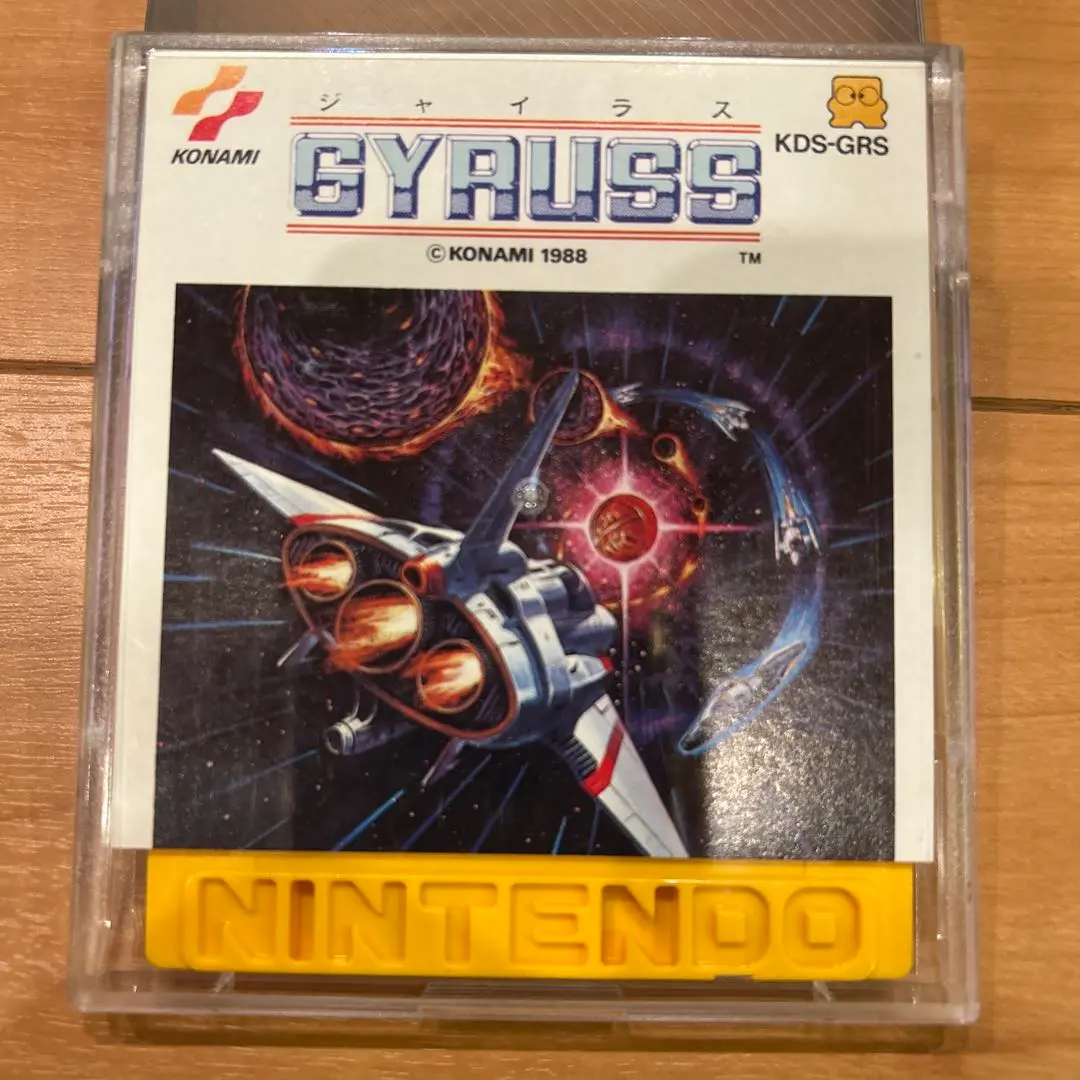 ジャイラス
KONAMI
GYRUSS
KDS-GRS
© KONAMI 1988
TM
NINTENDO